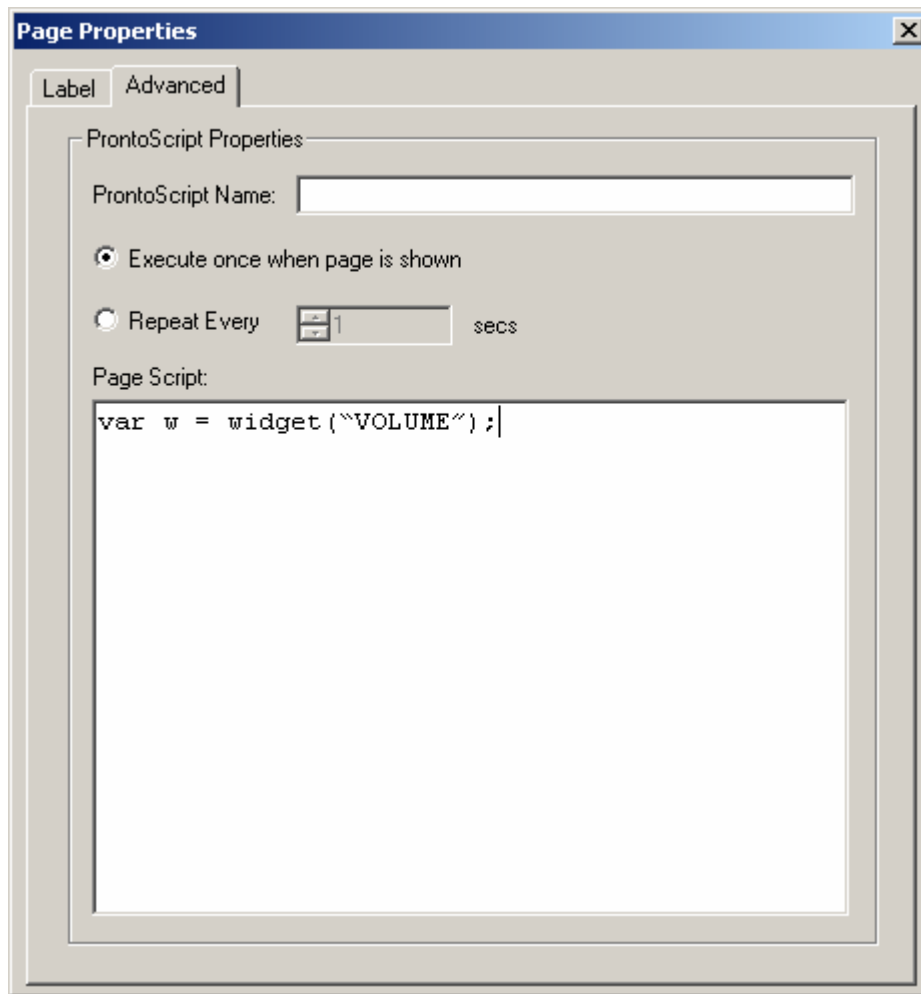 Page Properties
Label Advanced
ProntoScript Properties
ProntoScript Name:
Execute once when page is shown
Repeat Every 1 secs
Page Script:
var w = widget(“VOLUME”);